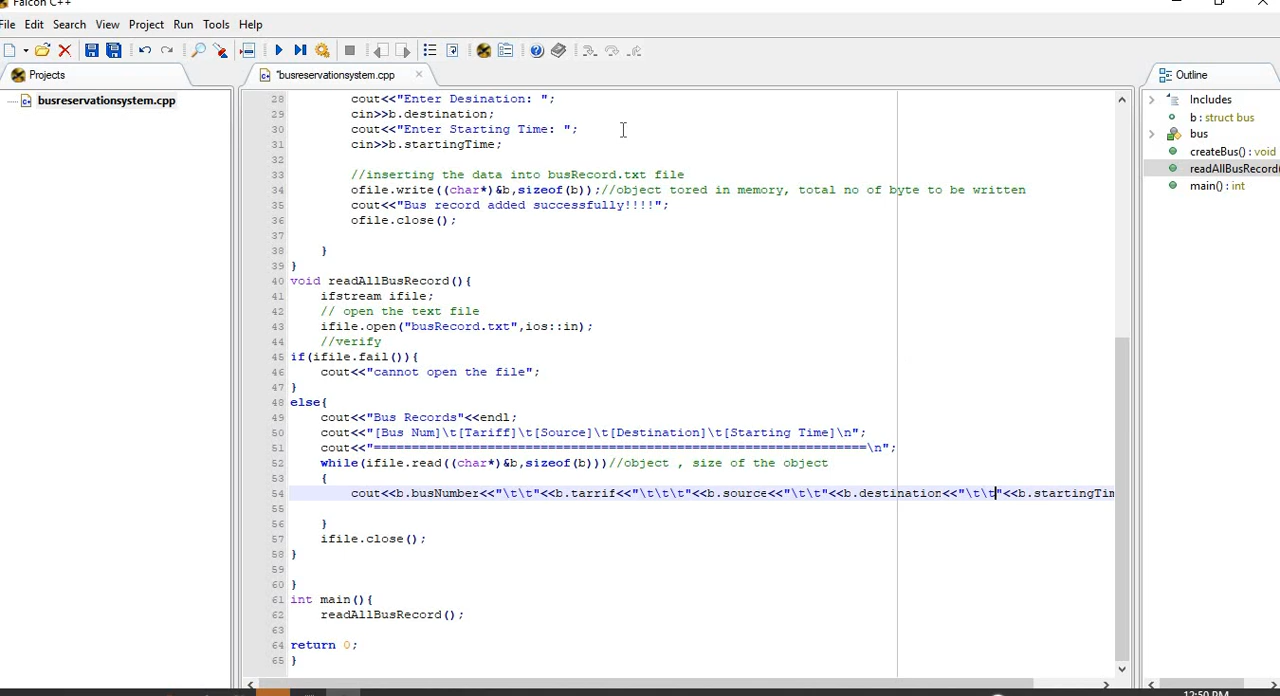 Falcon C++
File Edit Search View Project Run Tools Help
Projects
*busreservationsystem.cpp
Outline
busreservationsystem.cpp
28 cout<<"Enter Desination: ";
29 cin>>b.destination;
30 cout<<"Enter Starting Time: ";
31 cin>>b.startingTime;
32
33 //inserting the data into busRecord.txt file
34 ofile.write((char*)&b,sizeof(b));//object tored in memory, total no of byte to be written
35 cout<<"Bus record added successfully!!!!";
36 ofile.close();
37
38 }
39 }
40 void readAllBusRecord(){
41 ifstream ifile;
42 // open the text file
43 ifile.open("busRecord.txt",ios::in);
44 //verify
45 if(ifile.fail()){
46 cout<<"cannot open the file";
47 }
48 else{
49 cout<<"Bus Records"<<endl;
50 cout<<"[Bus Num]\t[Tariff]\t[Source]\t[Destination]\t[Starting Time]\n";
51 cout<<"=================================================================\n";
52 while(ifile.read((char*)&b,sizeof(b)))//object , size of the object
53 {
54 cout<<b.busNumber<<"\t\t"<<b.tarrif<<"\t\t\t"<<b.source<<"\t\t"<<b.destination<<"\t\t"<<b.startingTim
55
56 }
57 ifile.close();
58 }
59
60 }
61 int main(){
62 readAllBusRecord();
63
64 return 0;
65 }
Includes
b : struct bus
bus
createBus() : void
readAllBusRecord(
main() : int
12:50 PM